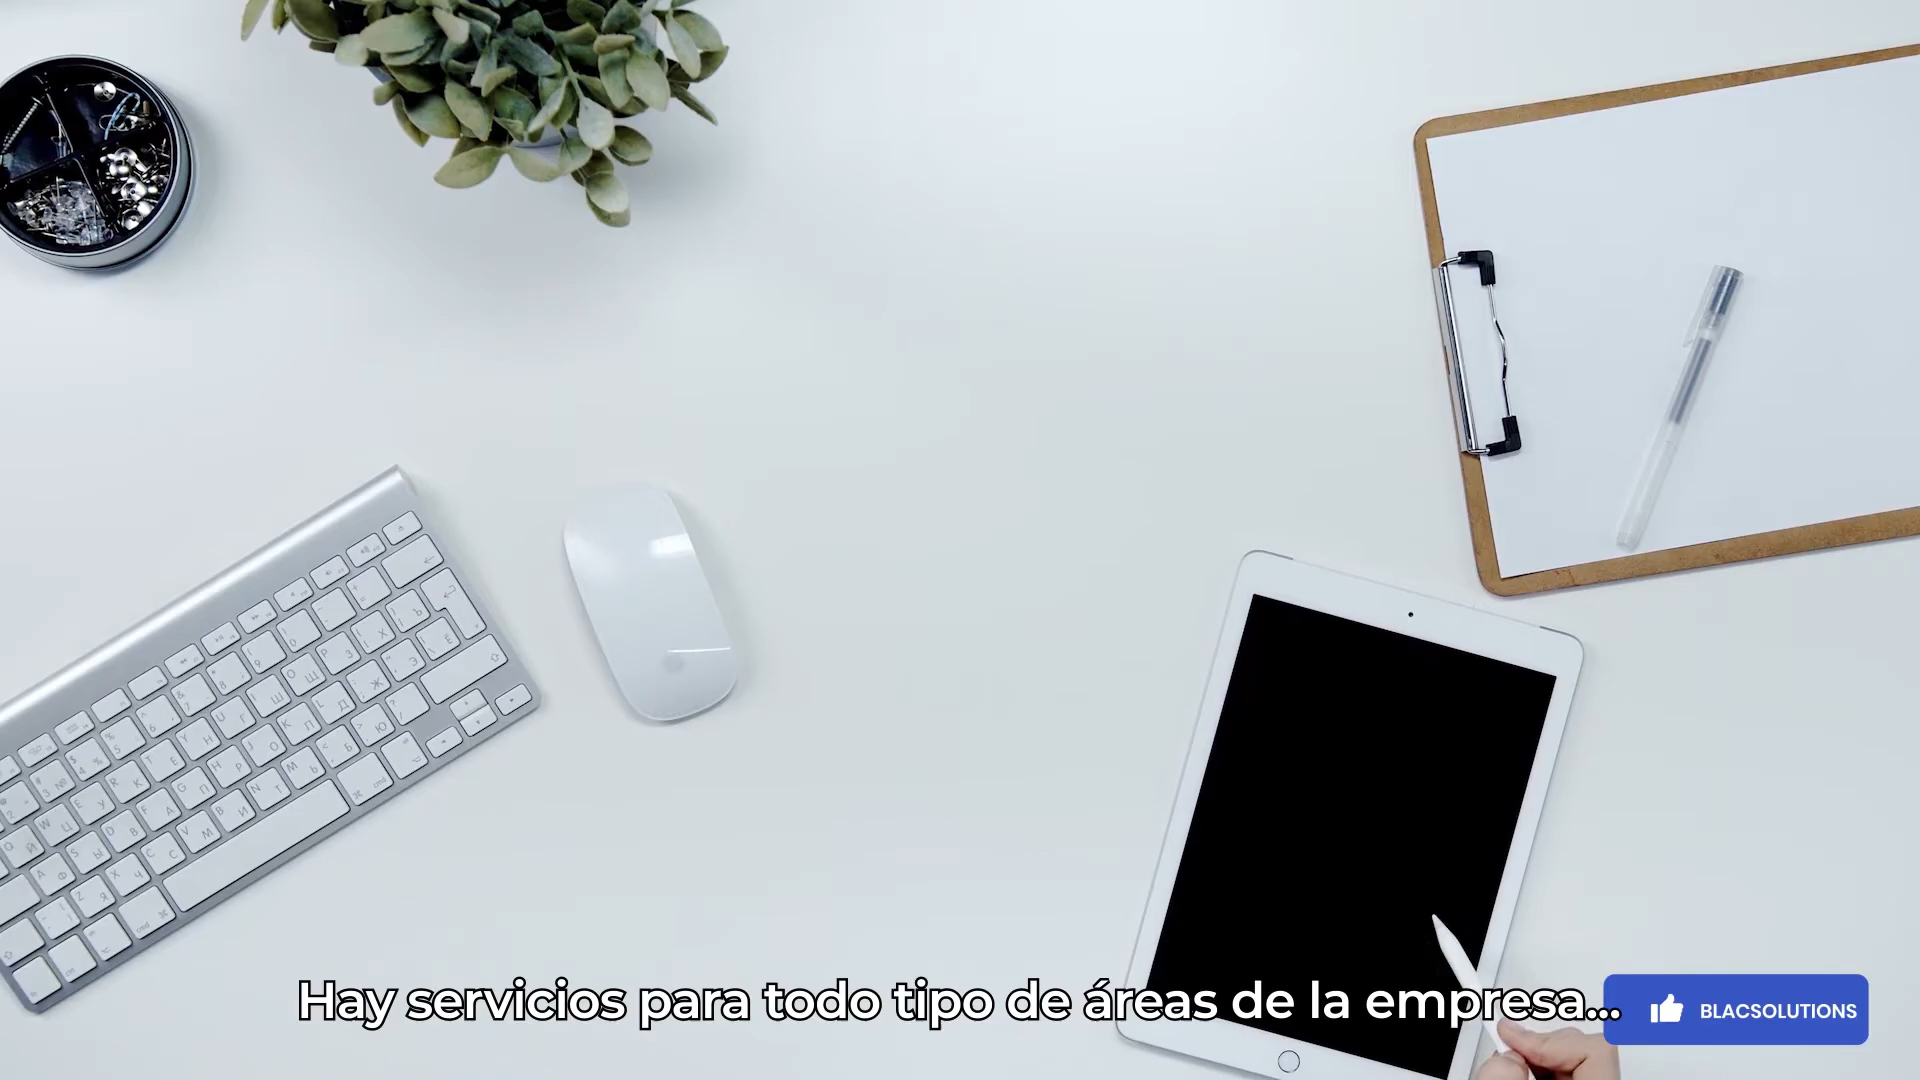 Hay servicios para todo tipo de áreas de la empresa...
BLACSOLUTIONS